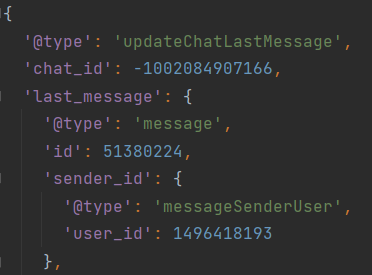 {
'@type': 'updateChatLastMessage',
'chat_id': -1002084907166,
'last_message': {
'@type': 'message',
'id': 51380224,
'sender_id': {
'@type': 'messageSenderUser',
'user_id': 1496418193
},